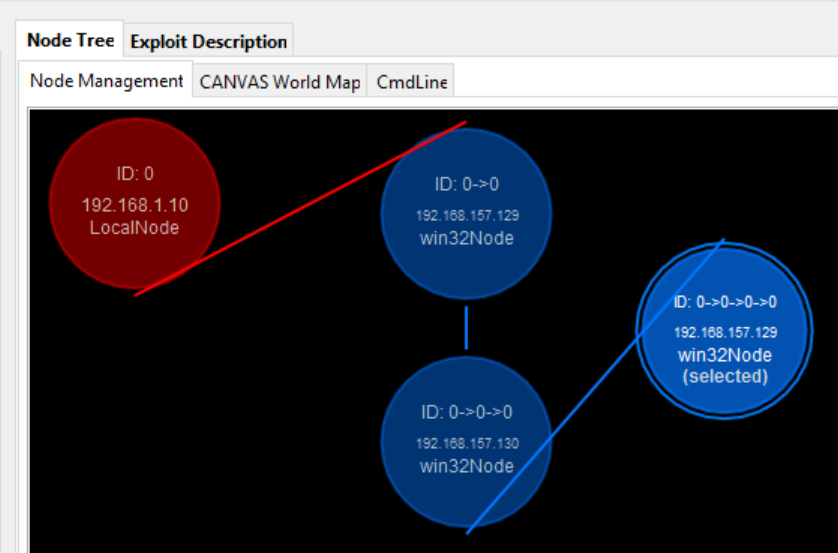 Node Tree
Exploit Description
Node Management
CANVAS World Map
CmdLine
ID: 0
192.168.1.10
LocalNode
ID: 0->0
192.168.157.129
win32Node
ID: 0->0->0->0
192.168.157.129
win32Node
(selected)
ID: 0->0->0
192.168.157.130
win32Node